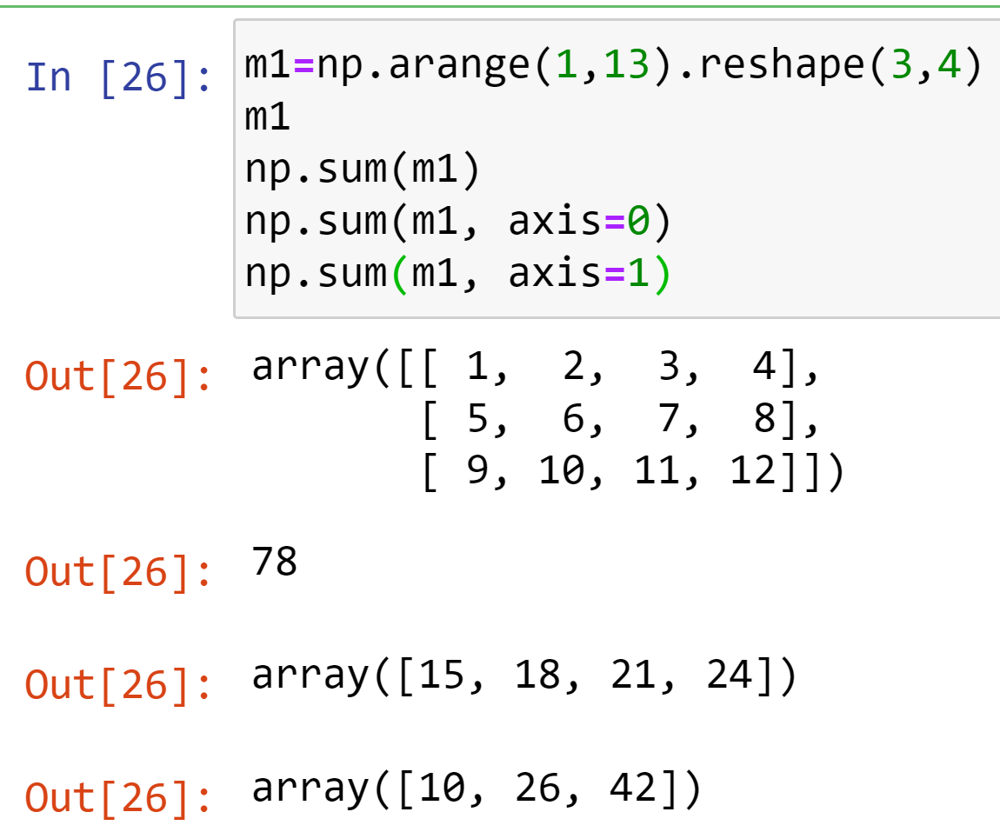 In [26]: m1=np.arange(1,13).reshape(3,4)
m1
np.sum(m1)
np.sum(m1, axis=0)
np.sum(m1, axis=1)
Out[26]: array([[ 1,  2,  3,  4],
[ 5,  6,  7,  8],
[ 9, 10, 11, 12]])
Out[26]: 78
Out[26]: array([15, 18, 21, 24])
Out[26]: array([10, 26, 42])